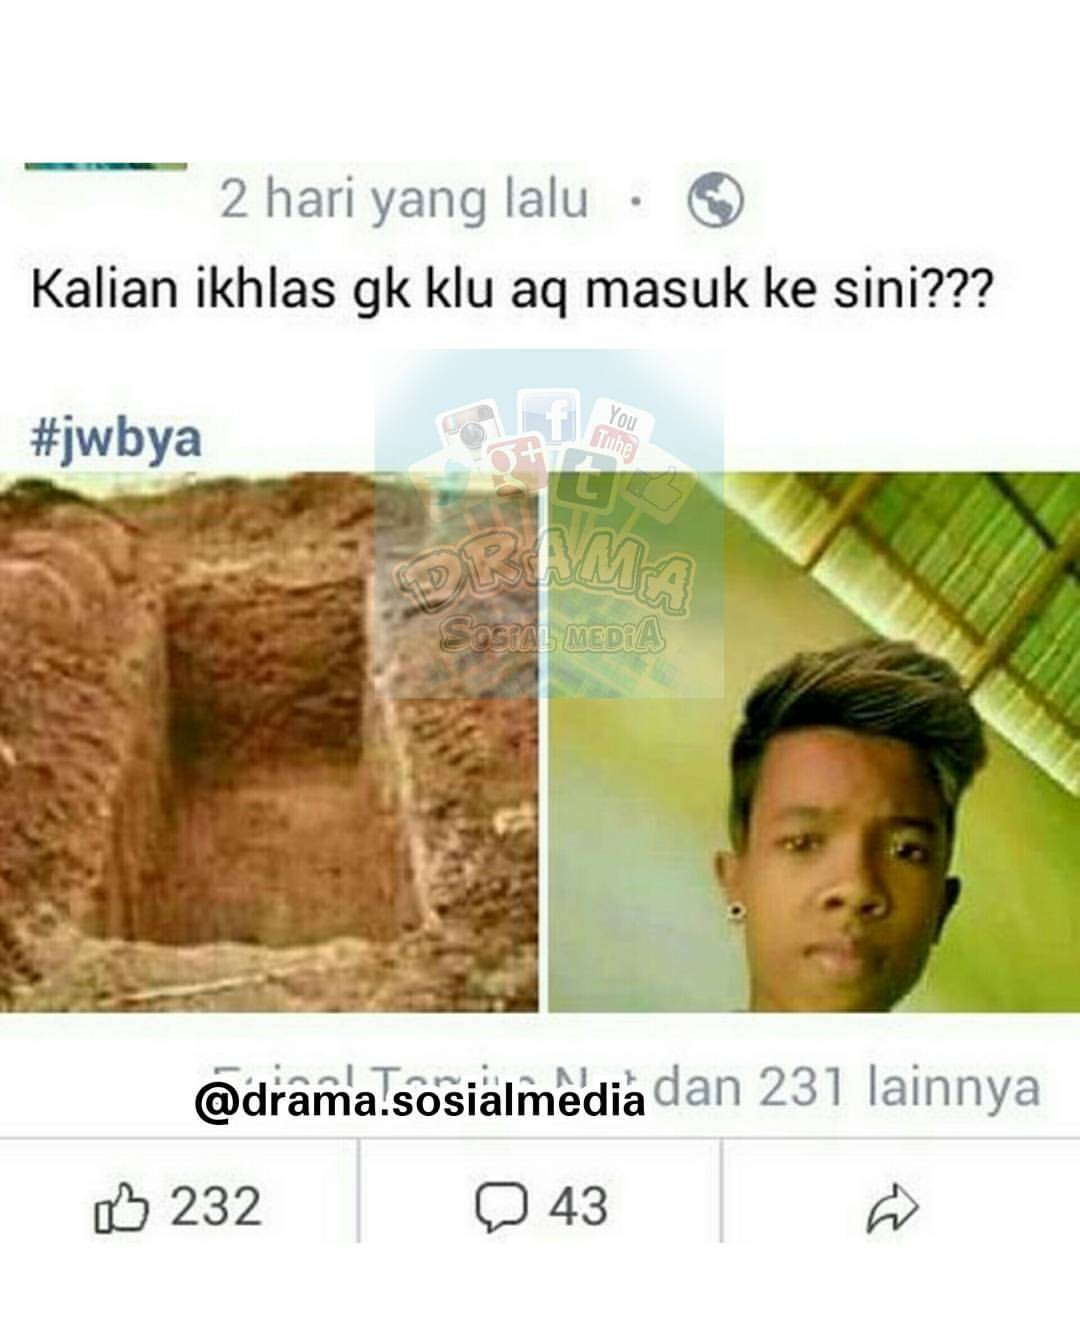 2 hari yang lalu ·
Kalian ikhlas gk klu aq masuk ke sini???
#jwbya
You
Tube
f
g+
t
DRAMA
SOSIAL MEDIA
@drama.sosialmedia dan 231 lainnya
232 43